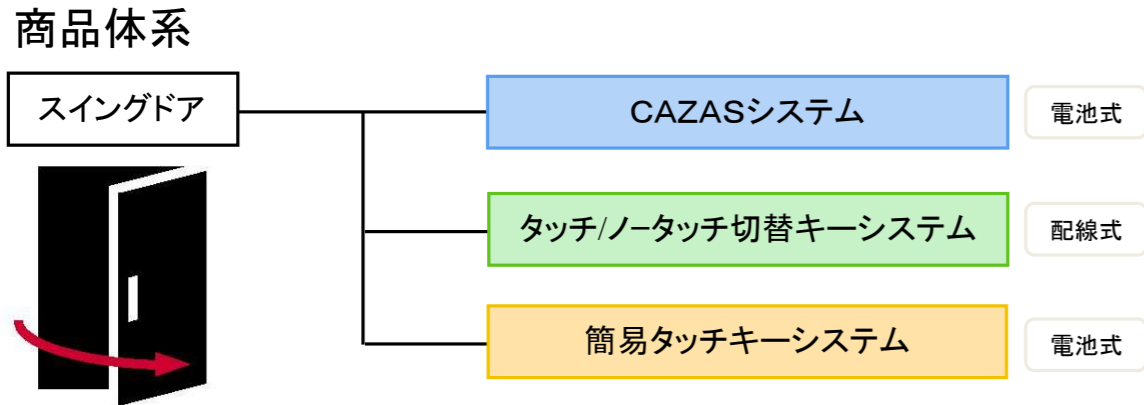 商品体系
スイングドア
CAZASシステム
電池式
タッチ/ノータッチ切替キーシステム
配線式
簡易タッチキーシステム
電池式